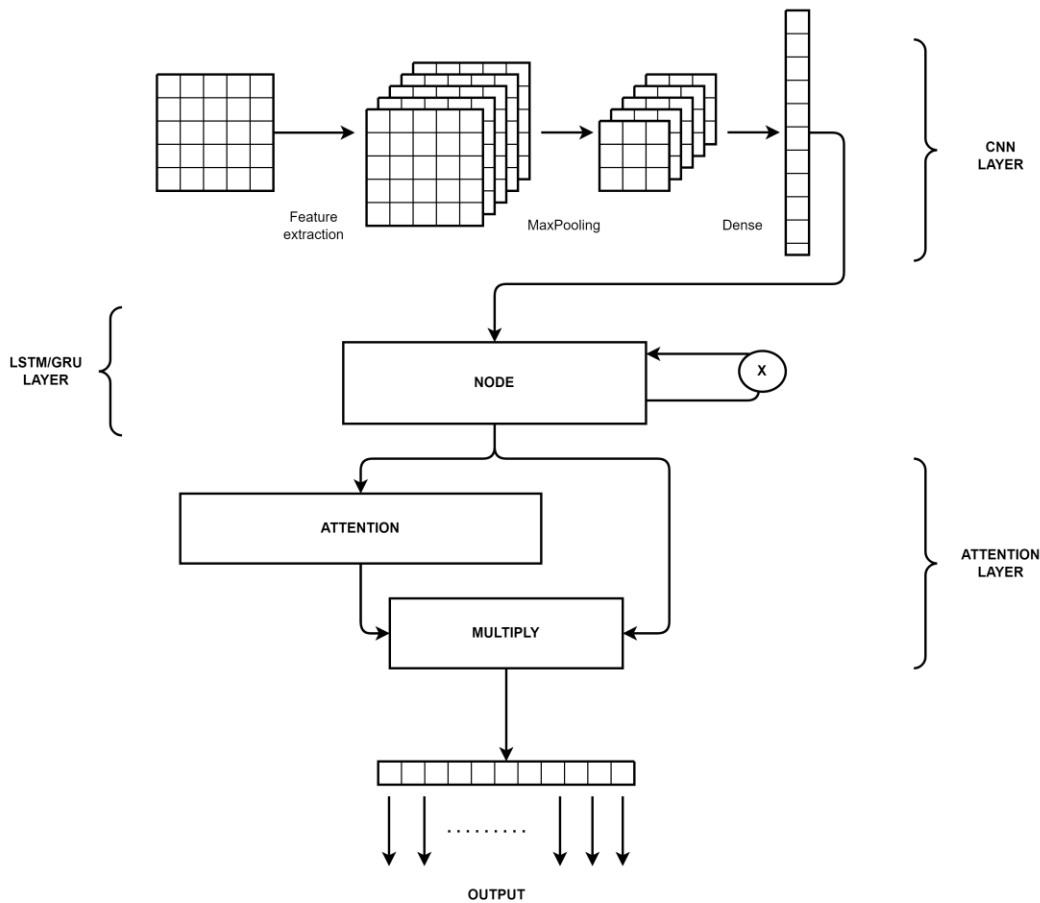 CNN
LAYER
Feature
extraction
MaxPooling
Dense
LSTM/GRU
LAYER
NODE
X
ATTENTION
ATTENTION
LAYER
MULTIPLY
.........
OUTPUT